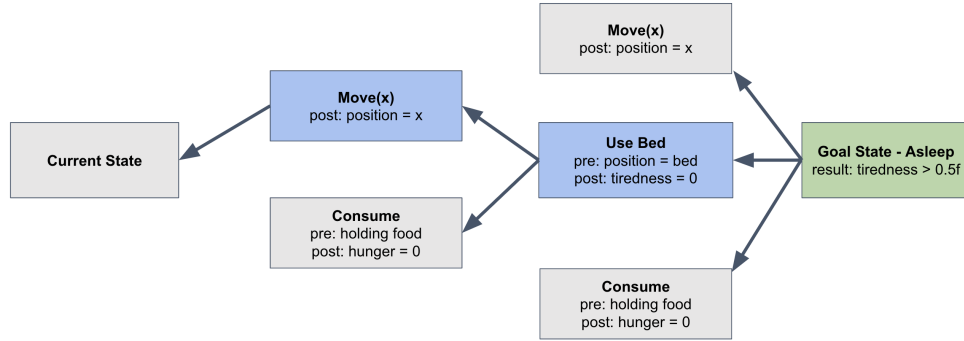 Move(x)
post: position = x
Move(x)
post: position = x
Current State
Use Bed
pre: position = bed
post: tiredness = 0
Goal State - Asleep
result: tiredness > 0.5f
Consume
pre: holding food
post: hunger = 0
Consume
pre: holding food
post: hunger = 0